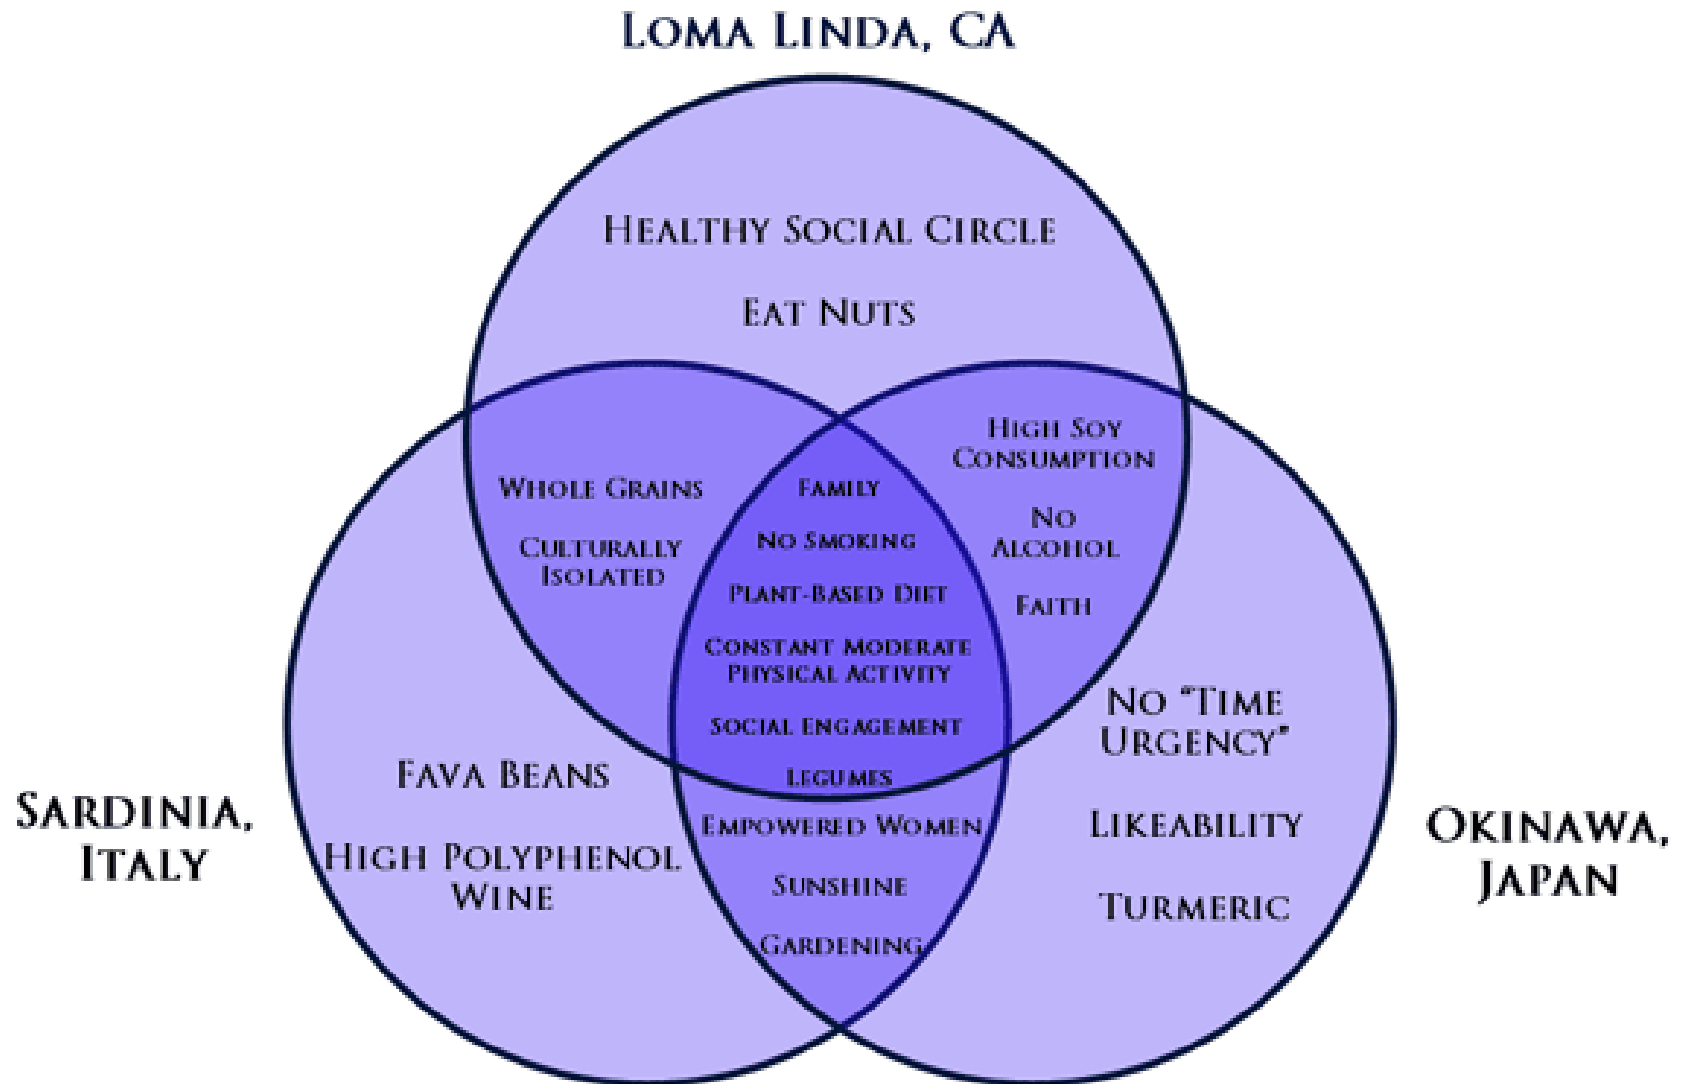 LOMA LINDA, CA
HEALTHY SOCIAL CIRCLE
EAT NUTS
WHOLE GRAINS
CULTURALLY
ISOLATED
FAMILY
NO SMOKING
PLANT-BASED DIET
CONSTANT MODERATE
PHYSICAL ACTIVITY
SOCIAL ENGAGEMENT
LEGUMES
HIGH SOY
CONSUMPTION
NO
ALCOHOL
FAITH
SARDINIA,
ITALY
FAVA BEANS
HIGH POLYPHENOL
WINE
EMPOWERED WOMEN
SUNSHINE
GARDENING
NO "TIME
URGENCY"
LIKEABILITY
TURMERIC
OKINAWA,
JAPAN